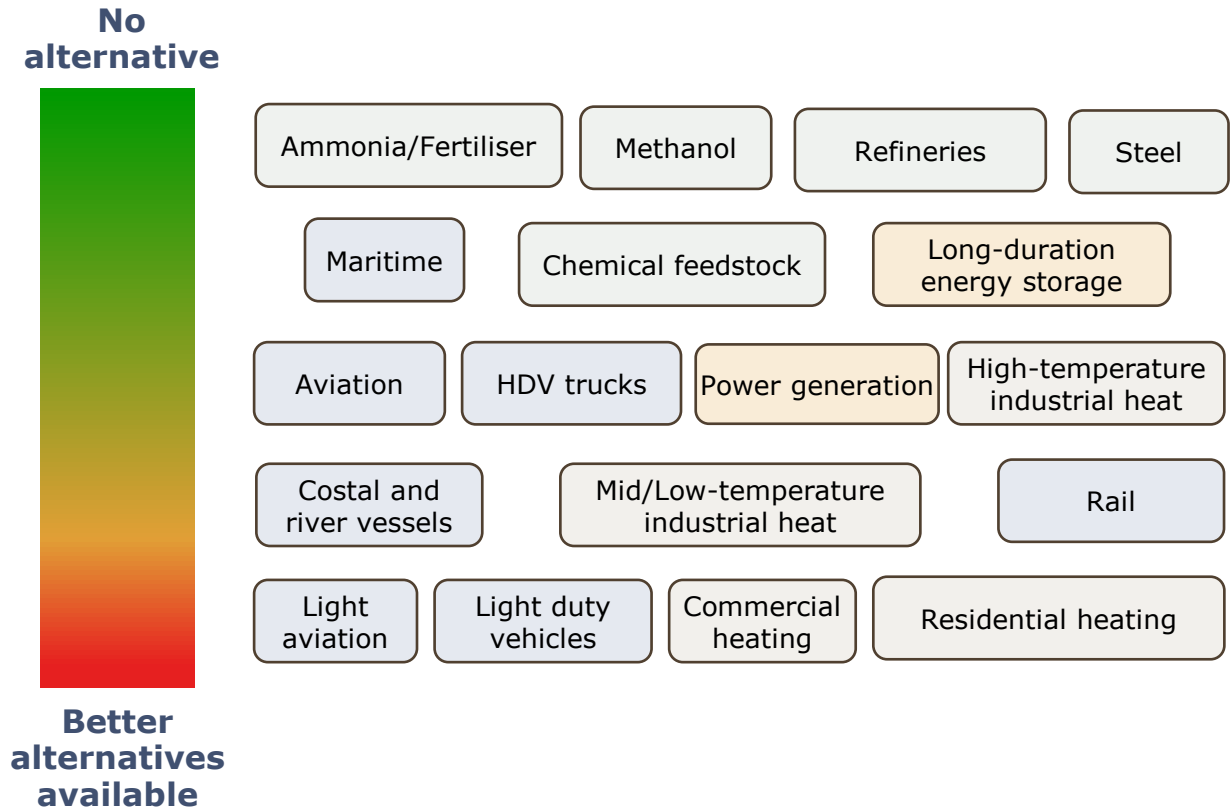 No
alternative
Ammonia/Fertiliser
Methanol
Refineries
Steel
Maritime
Chemical feedstock
Long-duration
energy storage
Aviation
HDV trucks
Power generation
High-temperature
industrial heat
Costal and
river vessels
Mid/Low-temperature
industrial heat
Rail
Light
aviation
Light duty
vehicles
Commercial
heating
Residential heating
Better
alternatives
available